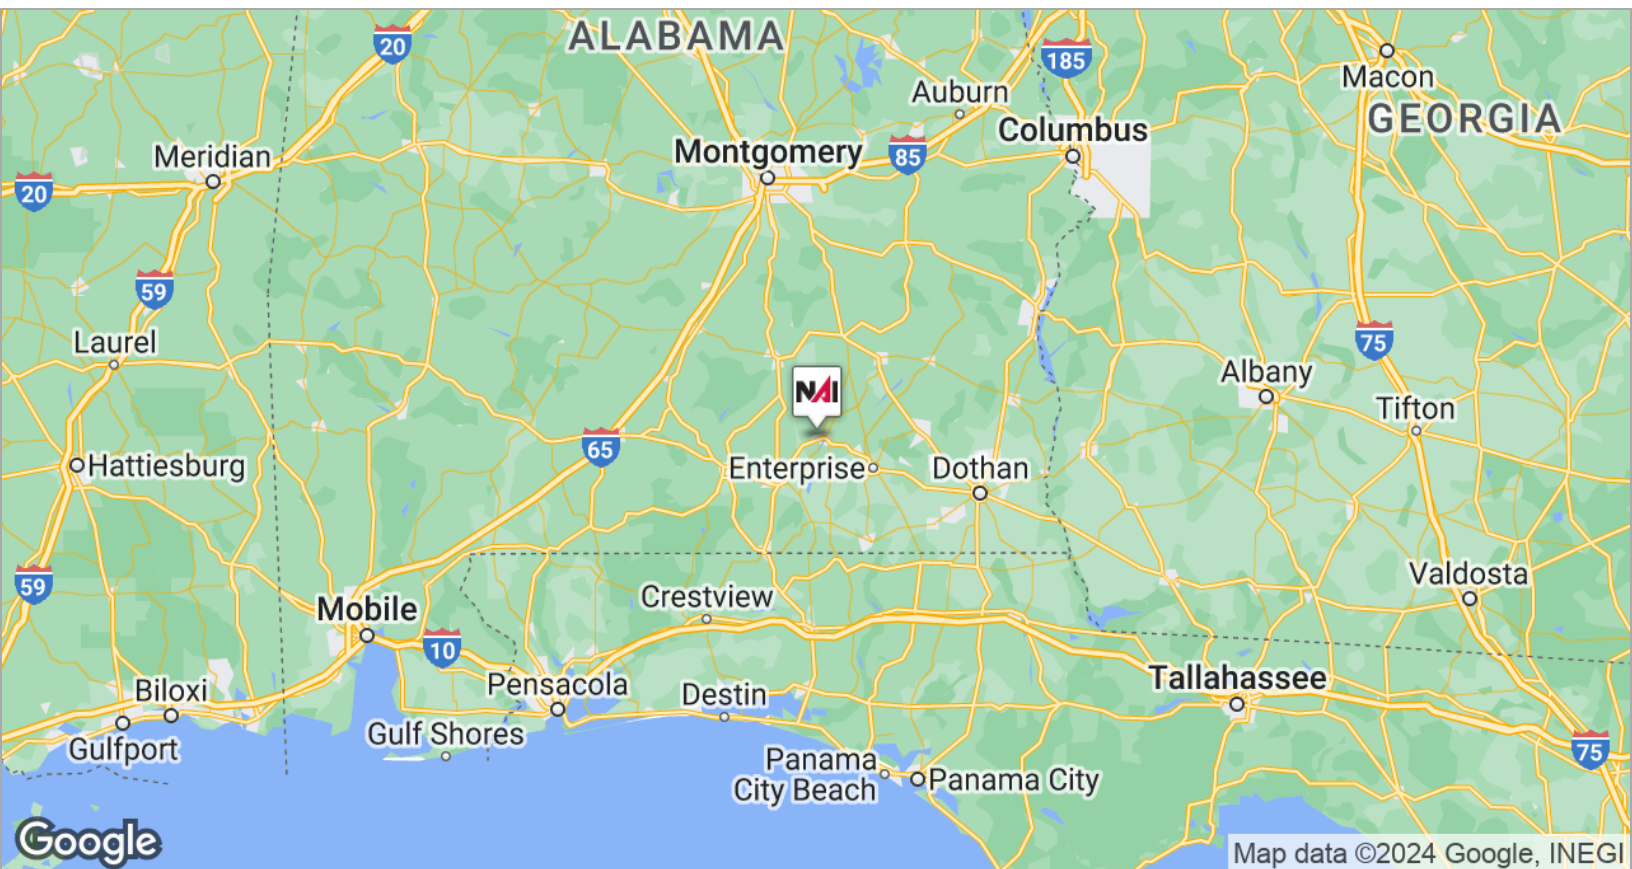 ALABAMA
20
185
Macon
Auburn
GEORGIA
Columbus
Meridian
Montgomery
85
20
59
Laurel
75
NAI
Albany
Tifton
65
Hattiesburg
Enterprise
Dothan
59
Valdosta
Crestview
Mobile
10
Tallahassee
Pensacola
Biloxi
Destin
Gulf Shores
Gulfport
75
Panama
City Beach
Panama City
Google
Map data ©2024 Google, INEGI